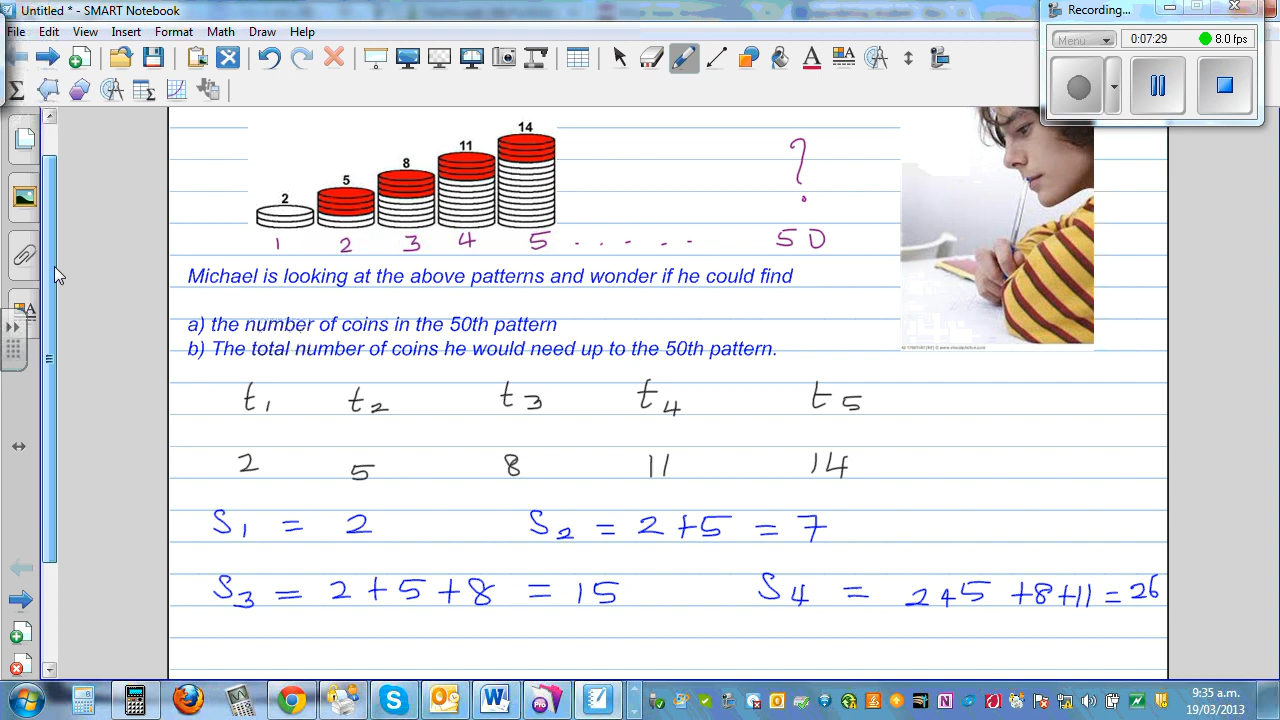 Untitled * - SMART Notebook
Recording...
File Edit View Insert Format Math Draw Help
Menu 0:07:29 8.0 fps
14
11
8
5
2
?
1 2 3 4 5 . . . . . 50
Michael is looking at the above patterns and wonder if he could find
a) the number of coins in the 50th pattern
b) The total number of coins he would need up to the 50th pattern.
t1 t2 t3 t4 t5
2 5 8 11 14
S1 = 2 S2 = 2+5 = 7
S3 = 2+5+8 = 15 S4 = 2+5+8+11=26
9:35 a.m.
19/03/2013